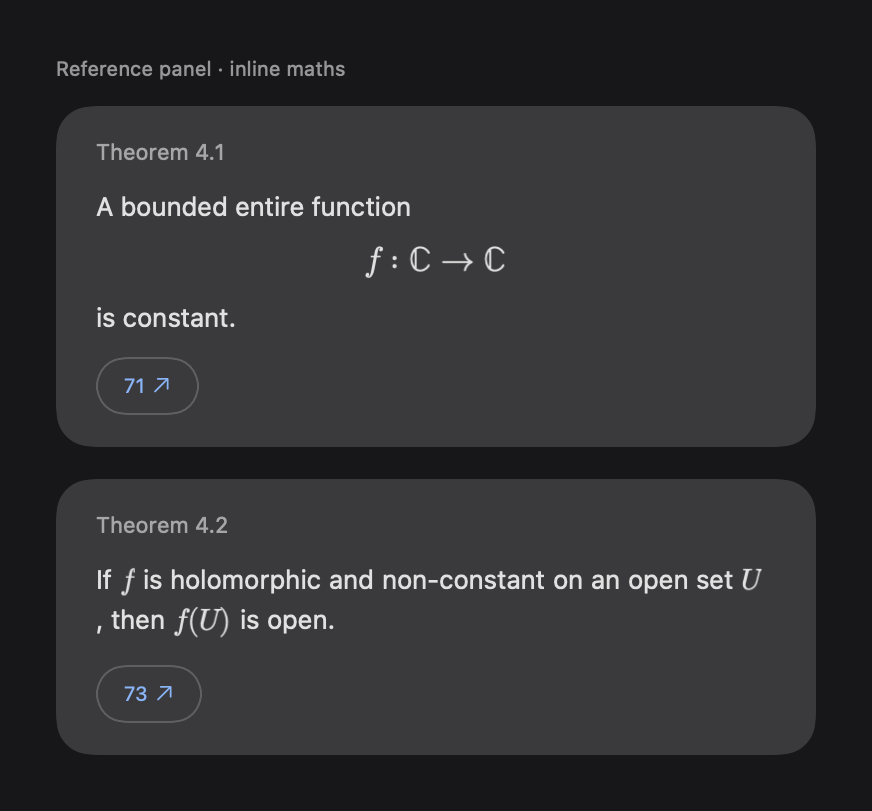 Reference panel · inline maths
Theorem 4.1
A bounded entire function
f : ℂ → ℂ
is constant.
71 ↗
Theorem 4.2
If f is holomorphic and non-constant on an open set U
, then f(U) is open.
73 ↗